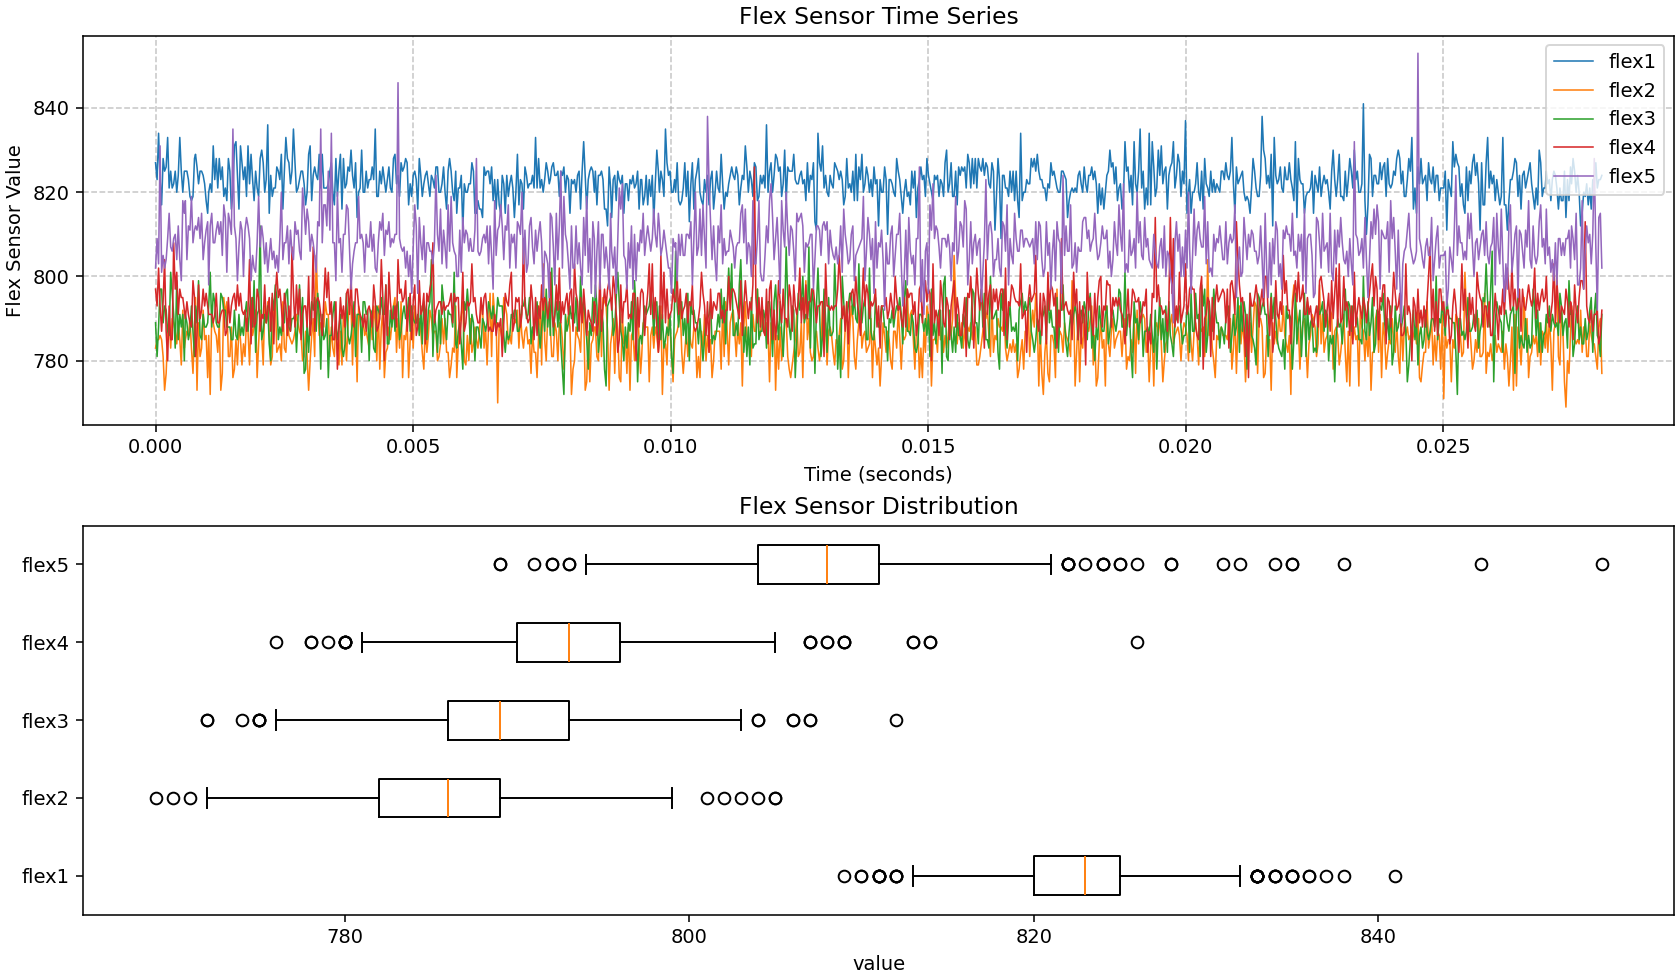 Flex Sensor Time Series
Flex Sensor Value
840
820
800
780
flex1
flex2
flex3
flex4
flex5
0.000 0.005 0.010 0.015 0.020 0.025
Time (seconds)
Flex Sensor Distribution
flex5
flex4
flex3
flex2
flex1
780 800 820 840
value